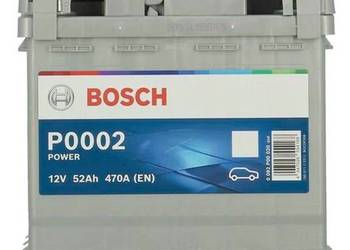 BOSCH
P0002
POWER
12V 52Ah 470A (EN)